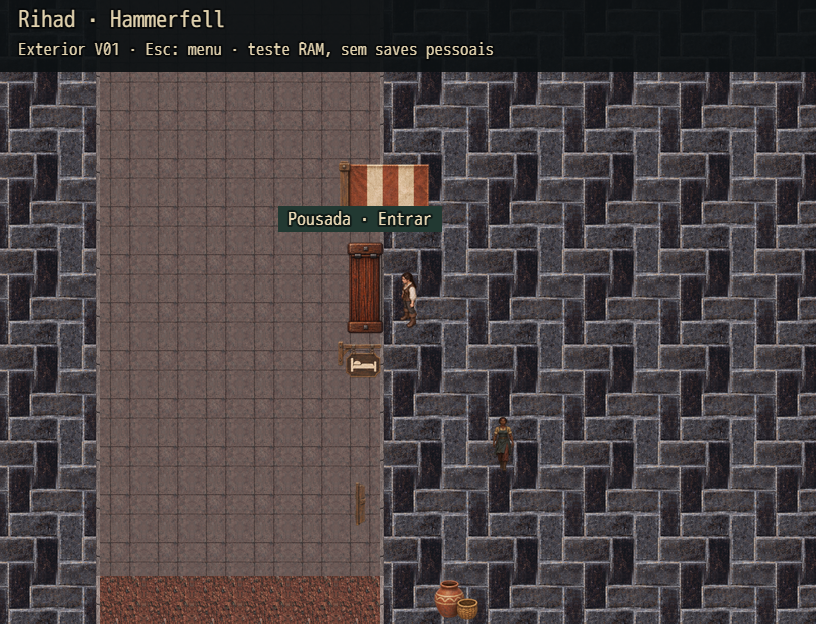 Rihad · Hammerfell
Exterior V01 · Esc: menu · teste RAM, sem saves pessoais
Pousada · Entrar